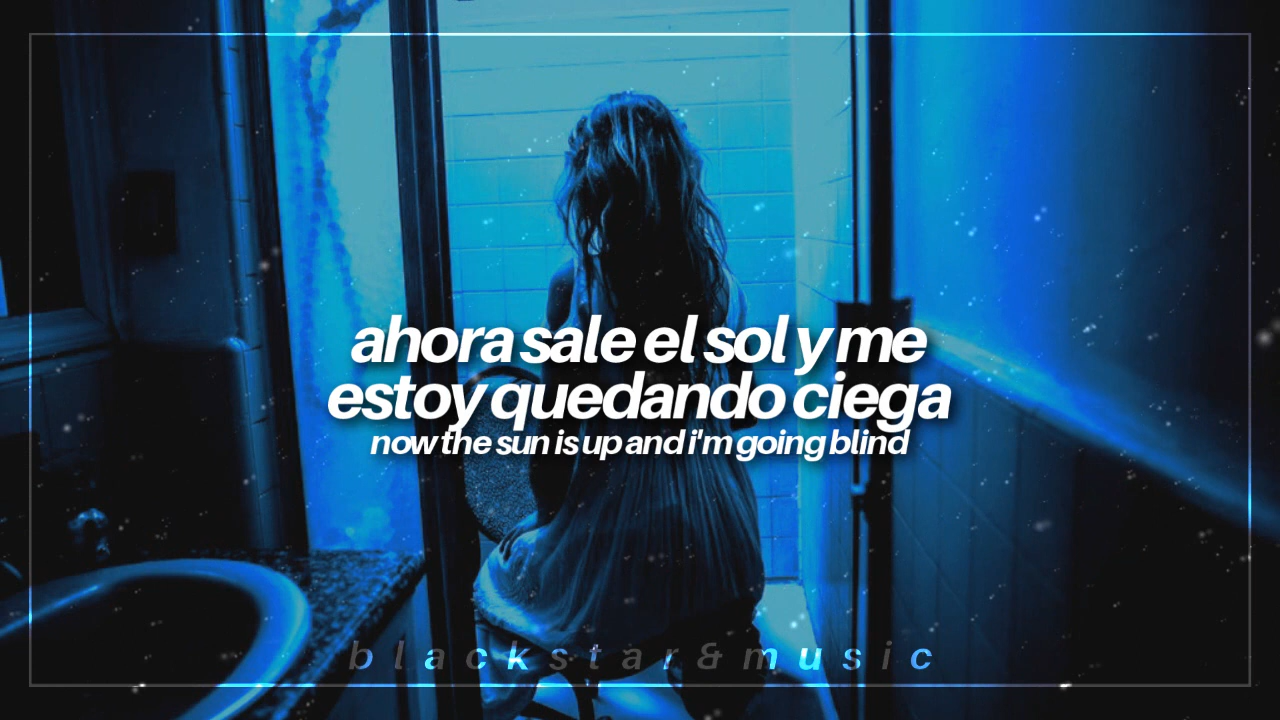 ahora sale el sol y me
estoy quedando ciega
now the sun is up and i'm going blind
blackstar&music